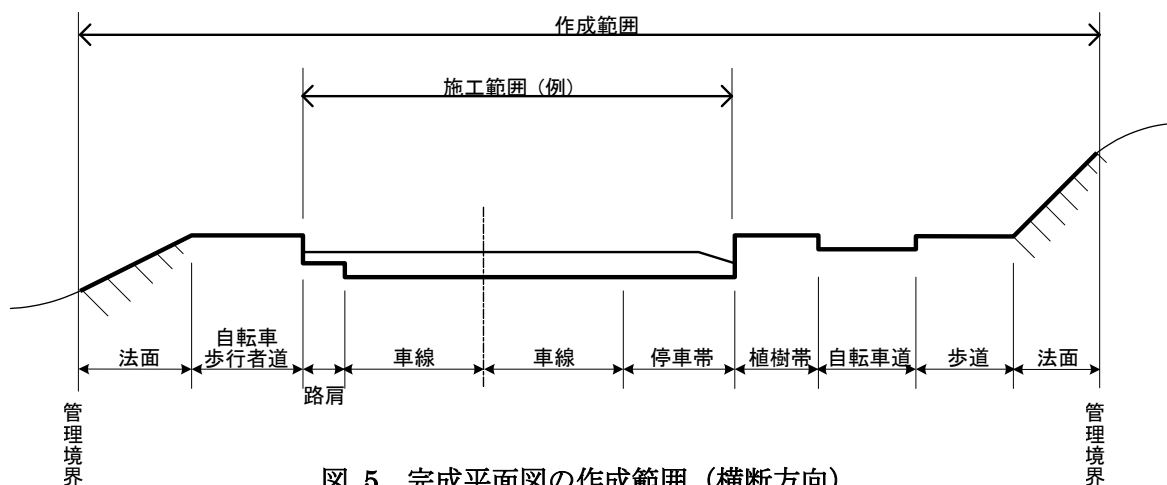 作成範囲
施工範囲（例）
法面
自転車
歩行者道
路肩
車線
車線
停車帯
植樹帯
自転車道
歩道
法面
管理境界
管理境界
図 5 完成平面図の作成範囲（横断方向）